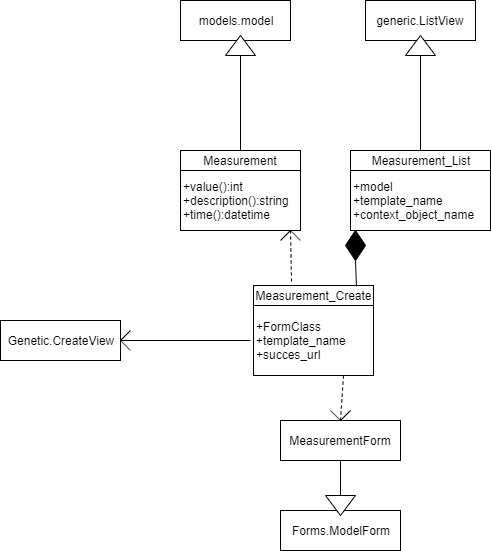 models.model
generic.ListView
Measurement
+value():int
+description():string
+time():datetime
Measurement_List
+model
+template_name
+context_object_name
Measurement_Create
+FormClass
+template_name
+succes_url
Genetic.CreateView
MeasurementForm
Forms.ModelForm